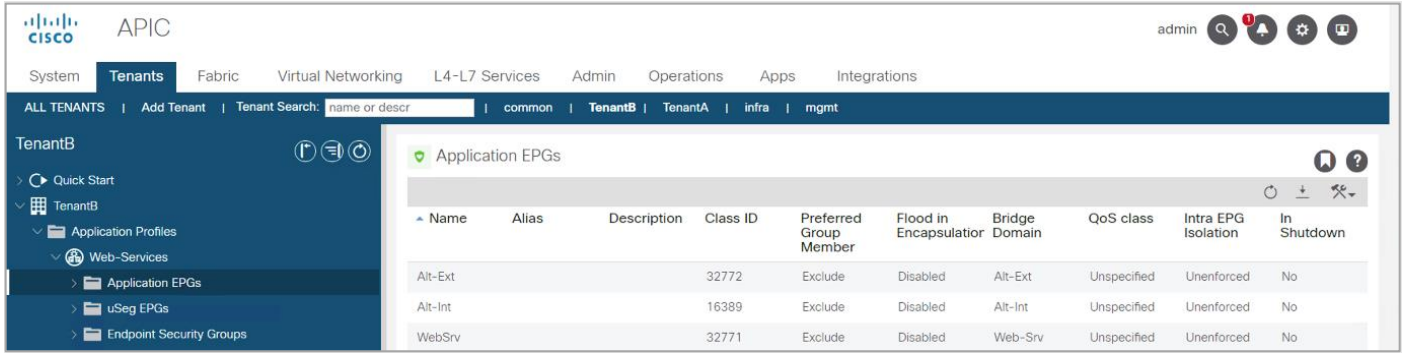 CISCO APIC admin 1
System Tenants Fabric Virtual Networking L4-L7 Services Admin Operations Apps Integrations
ALL TENANTS | Add Tenant | Tenant Search: name or descr | common | TenantB | TenantA | infra | mgmt
TenantB
Quick Start
TenantB
Application Profiles
Web-Services
Application EPGs
uSeg EPGs
Endpoint Security Groups
Application EPGs
Name Alias Description Class ID Preferred Flood in Bridge QoS class Intra EPG In
Group Encapsulation Domain Isolation Shutdown
Member
Alt-Ext 32772 Exclude Disabled Alt-Ext Unspecified Unenforced No
Alt-Int 16389 Exclude Disabled Alt-Int Unspecified Unenforced No
WebSrv 32771 Exclude Disabled Web-Srv Unspecified Unenforced No